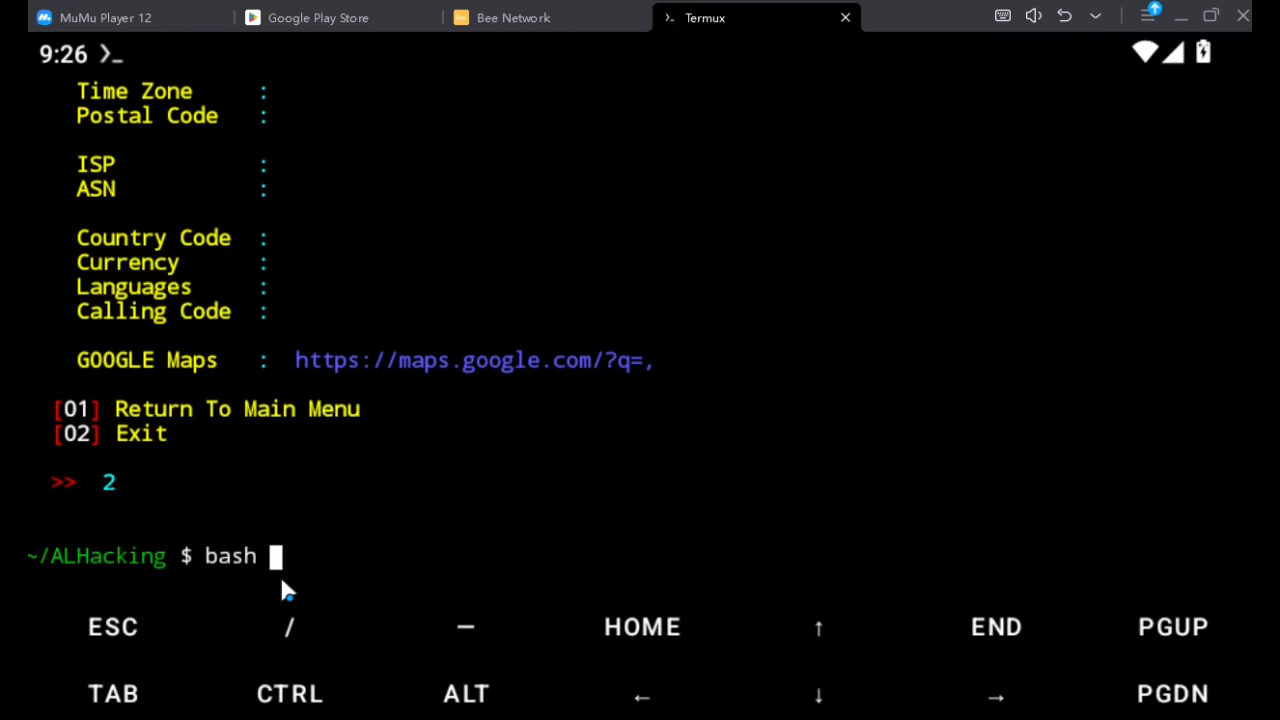 MuMu Player 12 Google Play Store Bee Network Termux
9:26
Time Zone :
Postal Code :
ISP :
ASN :
Country Code :
Currency :
Languages :
Calling Code :
GOOGLE Maps : https://maps.google.com/?q=,
[01] Return To Main Menu
[02] Exit
>> 2
~/ALHacking $ bash
ESC / — HOME ↑ END PGUP
TAB CTRL ALT ← ↓ → PGDN